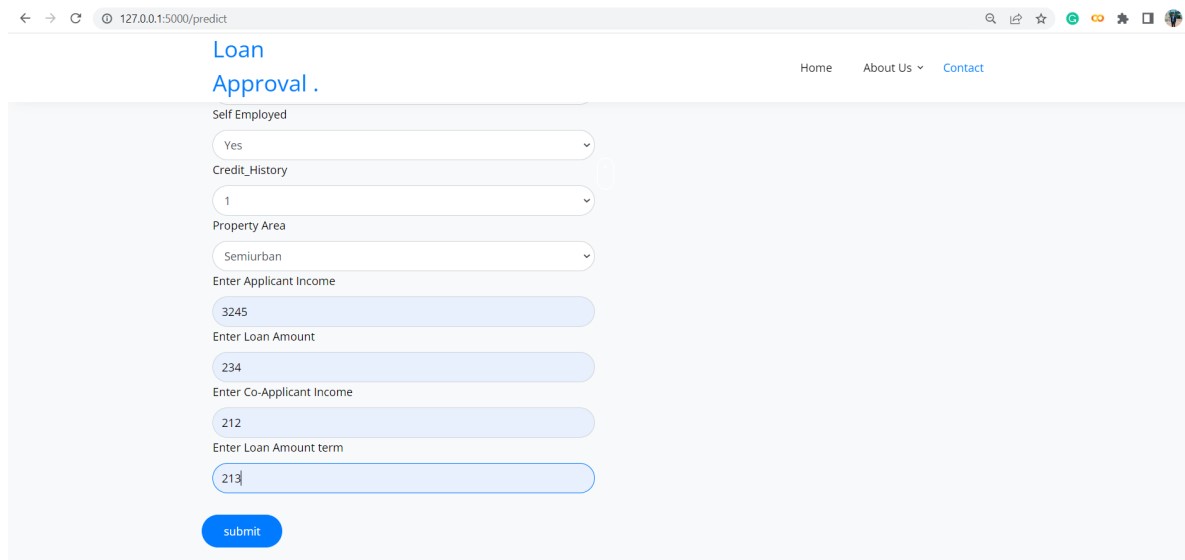 127.0.0.1:5000/predict
Loan
Approval .
Home About Us Contact
Self Employed
Yes
Credit_History
1
Property Area
Semiurban
Enter Applicant Income
3245
Enter Loan Amount
234
Enter Co-Applicant Income
212
Enter Loan Amount term
213
submit